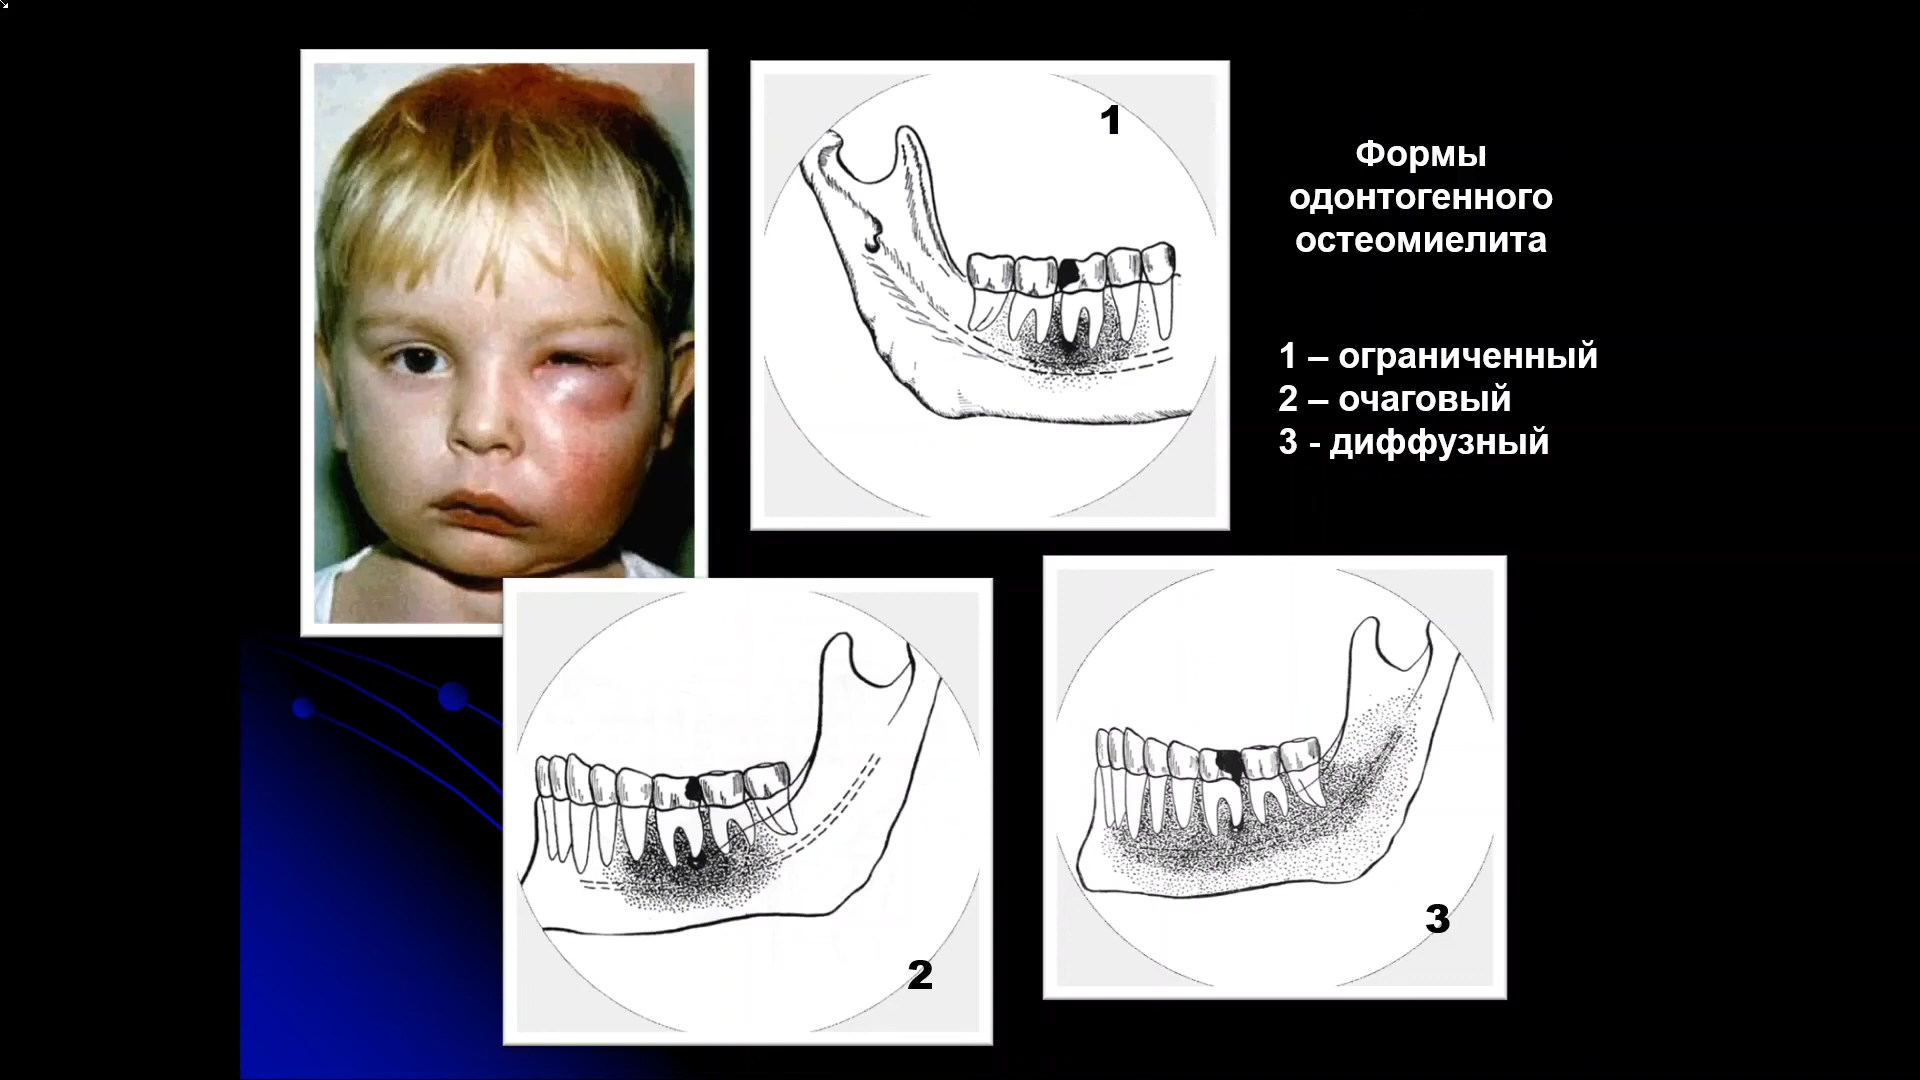 1
Формы
одонтогенного
остеомиелита
1 – ограниченный
2 – очаговый
3 - диффузный
2
3